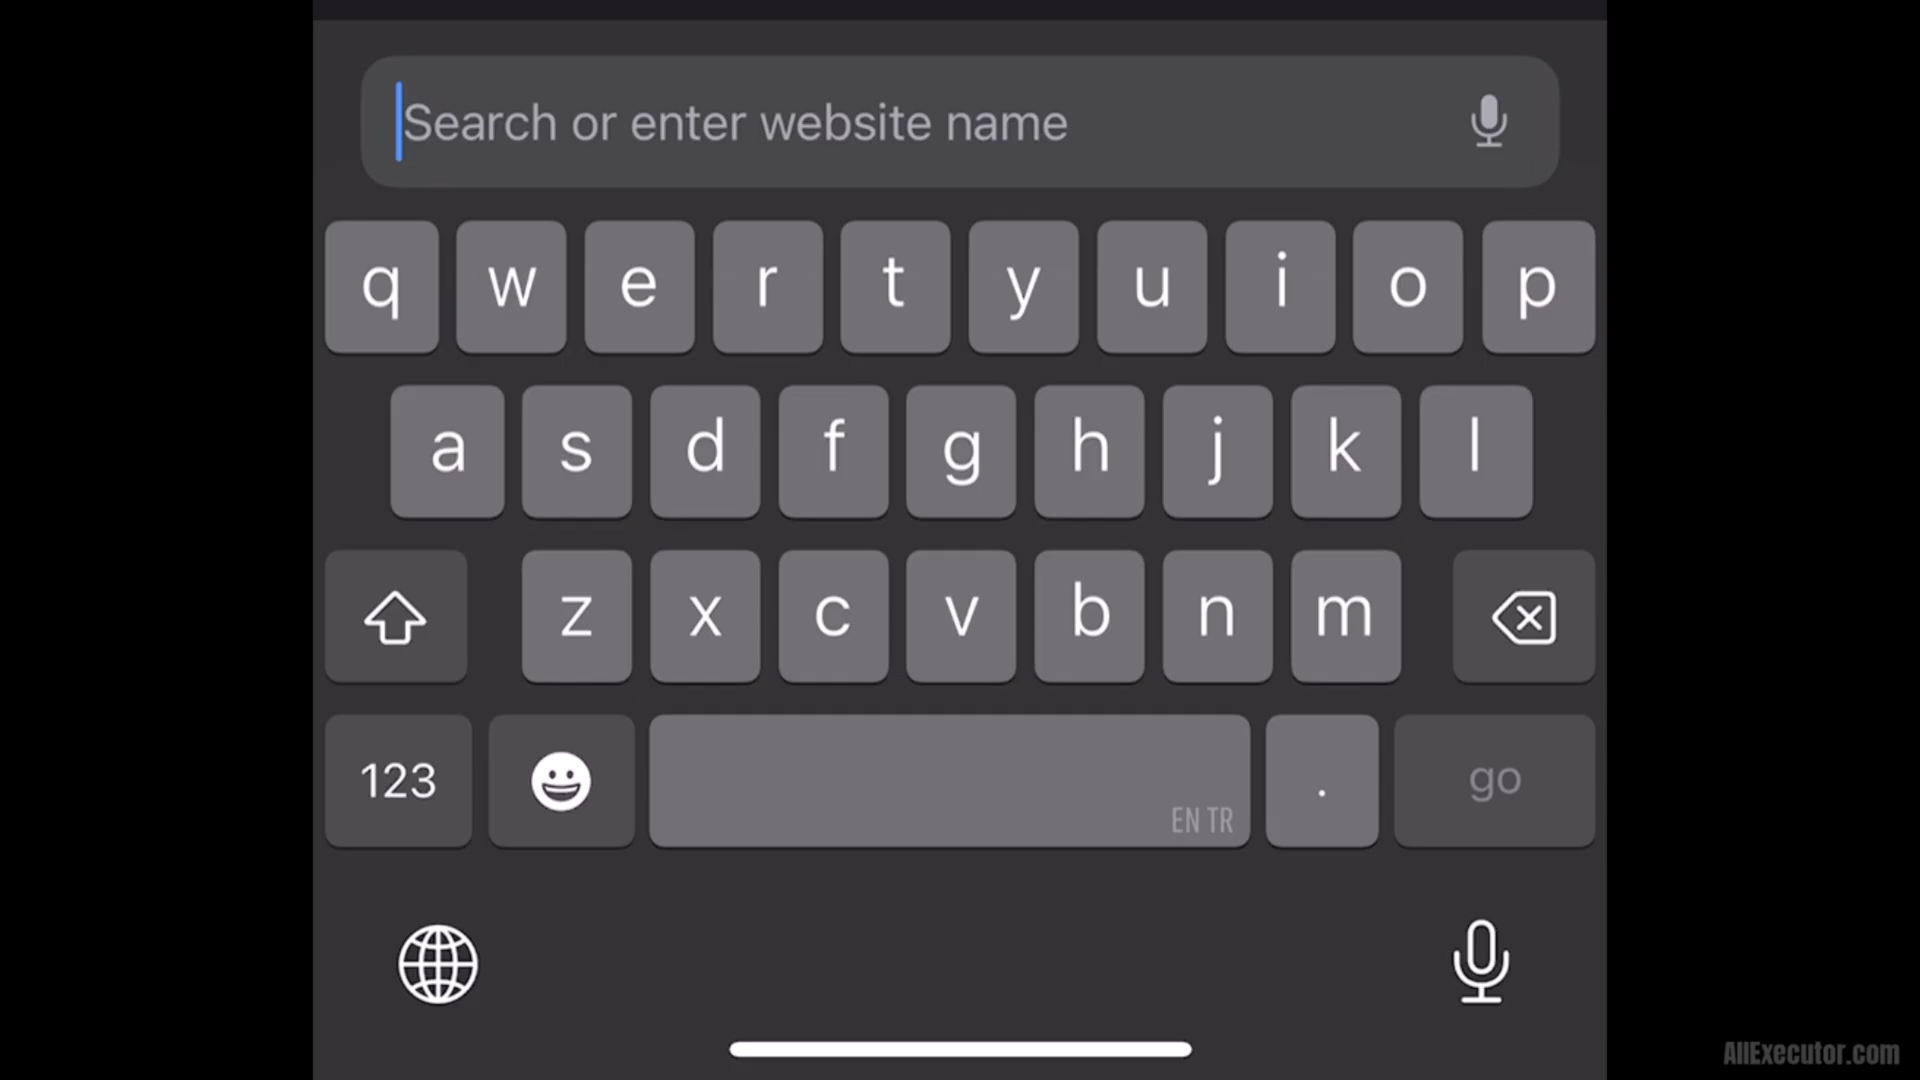 Search or enter website name
q w e r t y u i o p
a s d f g h j k l
z x c v b n m
123 . go
EN TR
AllExecutor.com